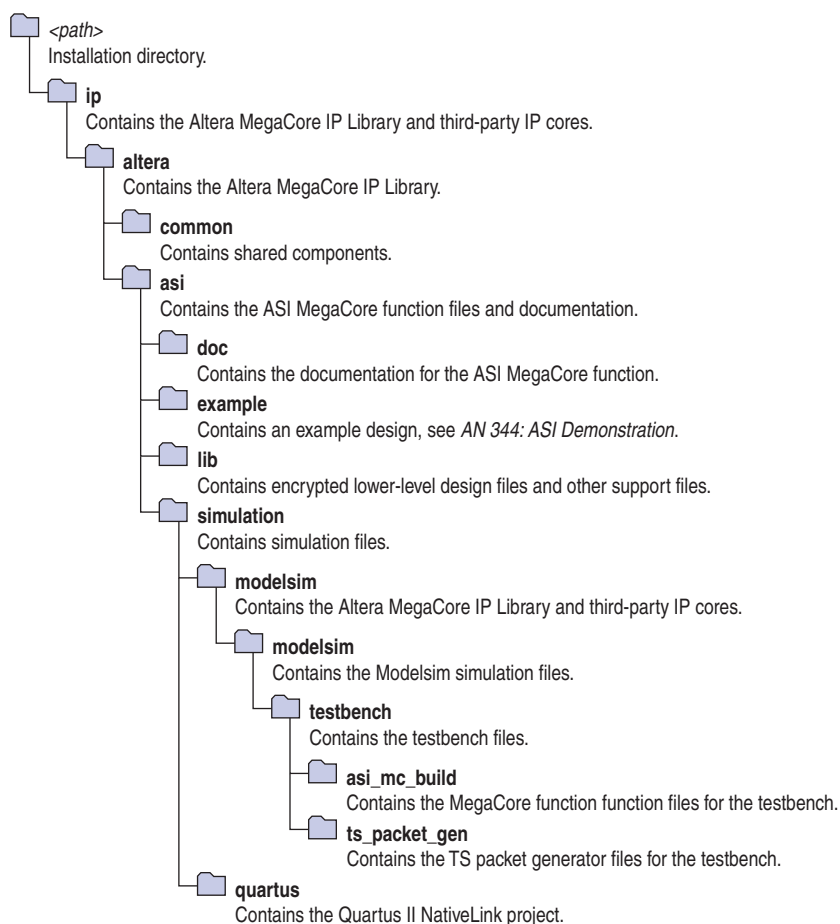 <path>
Installation directory.
ip
Contains the Altera MegaCore IP Library and third-party IP cores.
altera
Contains the Altera MegaCore IP Library.
common
Contains shared components.
asi
Contains the ASI MegaCore function files and documentation.
doc
Contains the documentation for the ASI MegaCore function.
example
Contains an example design, see AN 344: ASI Demonstration.
lib
Contains encrypted lower-level design files and other support files.
simulation
Contains simulation files.
modelsim
Contains the Altera MegaCore IP Library and third-party IP cores.
modelsim
Contains the Modelsim simulation files.
testbench
Contains the testbench files.
asi_mc_build
Contains the MegaCore function function files for the testbench.
ts_packet_gen
Contains the TS packet generator files for the testbench.
quartus
Contains the Quartus II NativeLink project.